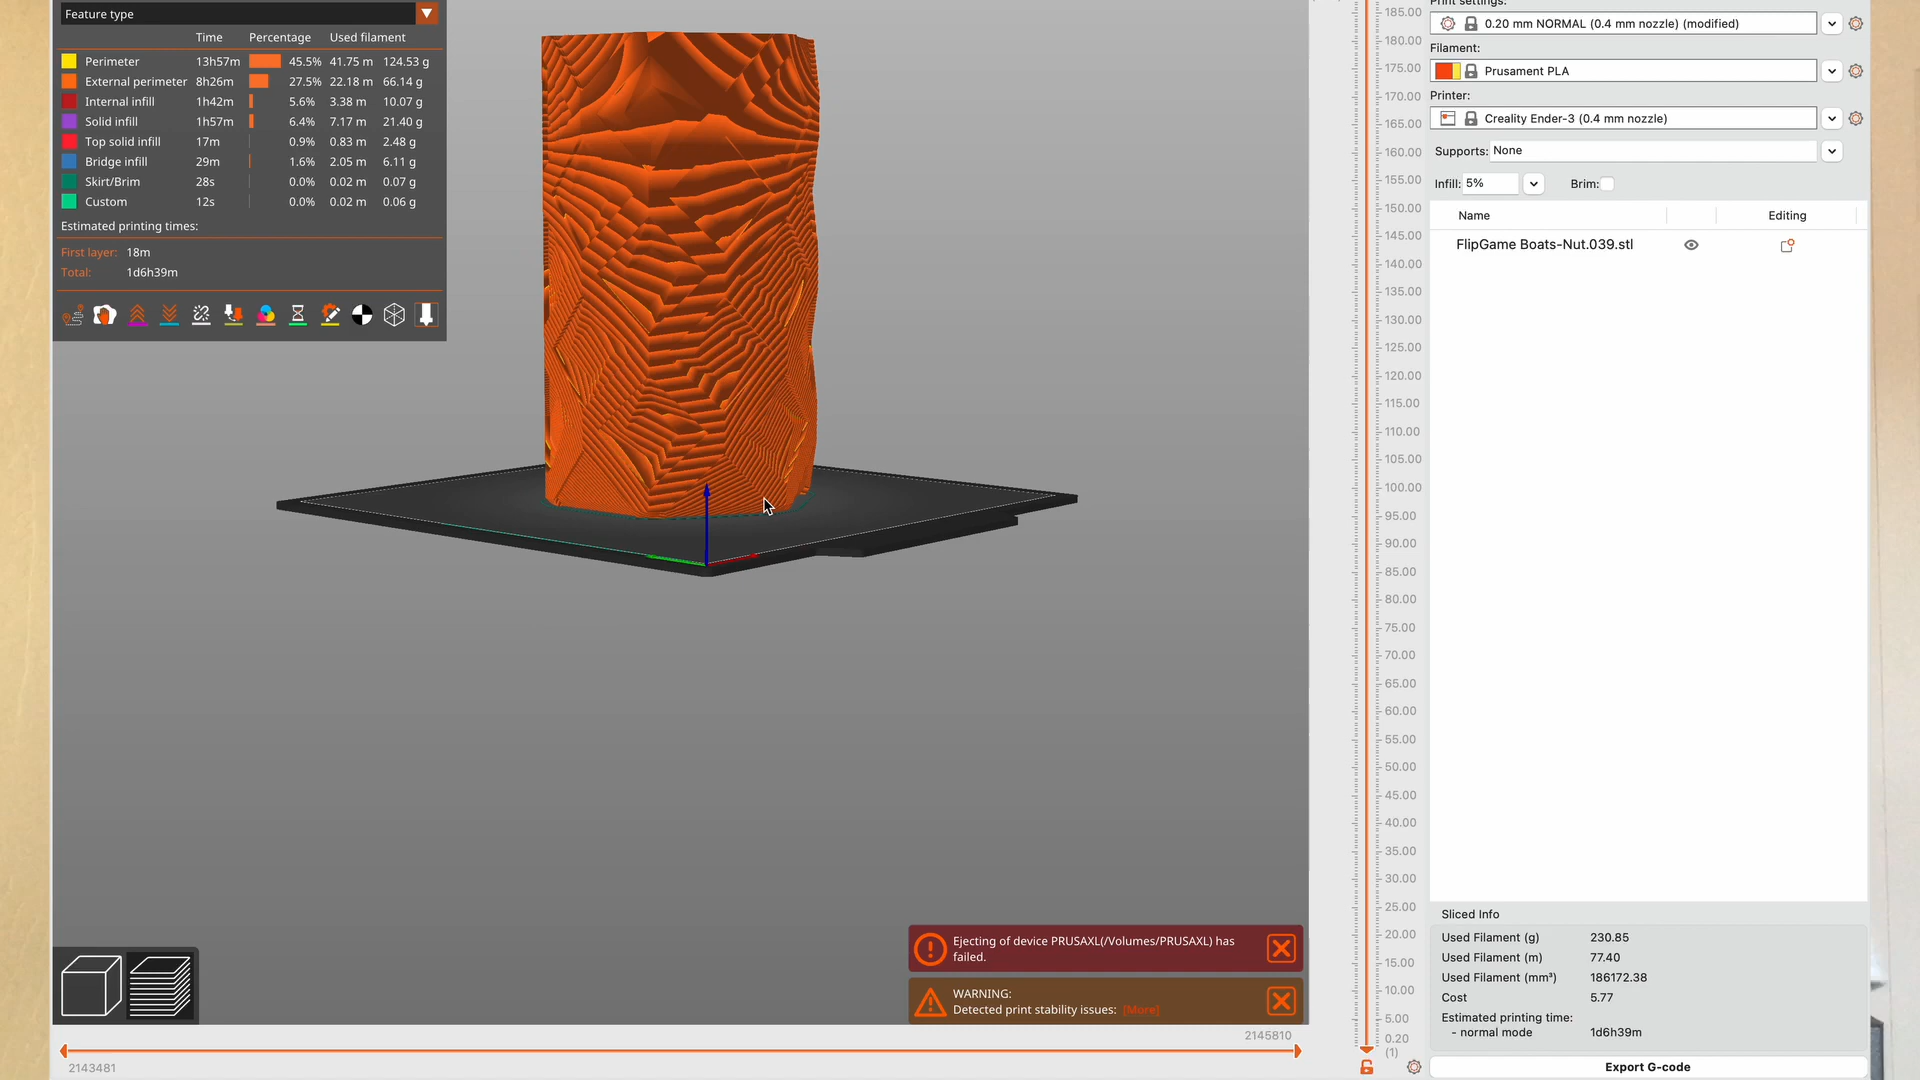 Feature type
Time Percentage Used filament
Perimeter 13h57m 45.5% 41.75 m 124.53 g
External perimeter 8h26m 27.5% 22.18 m 66.14 g
Internal infill 1h42m 5.6% 3.38 m 10.07 g
Solid infill 1h57m 6.4% 7.17 m 21.40 g
Top solid infill 17m 0.9% 0.83 m 2.48 g
Bridge infill 29m 1.6% 2.05 m 6.11 g
Skirt/Brim 28s 0.0% 0.02 m 0.07 g
Custom 12s 0.0% 0.02 m 0.06 g
Estimated printing times:
First layer: 18m
Total: 1d6h39m
Ejecting of device PRUSAXL(/Volumes/PRUSAXL) has
failed.
WARNING:
Detected print stability issues: [More]
2145810
2143481
185.00
180.00
175.00
170.00
165.00
160.00
155.00
150.00
145.00
140.00
135.00
130.00
125.00
120.00
115.00
110.00
105.00
100.00
95.00
90.00
85.00
80.00
75.00
70.00
65.00
60.00
55.00
50.00
45.00
40.00
35.00
30.00
25.00
20.00
15.00
10.00
5.00
0.20
(1)
Print settings:
0.20 mm NORMAL (0.4 mm nozzle) (modified)
Filament:
Prusament PLA
Printer:
Creality Ender-3 (0.4 mm nozzle)
Supports: None
Infill: 5% Brim:
Name Editing
FlipGame Boats-Nut.039.stl
Sliced Info
Used Filament (g) 230.85
Used Filament (m) 77.40
Used Filament (mm³) 186172.38
Cost 5.77
Estimated printing time:
- normal mode 1d6h39m
Export G-code